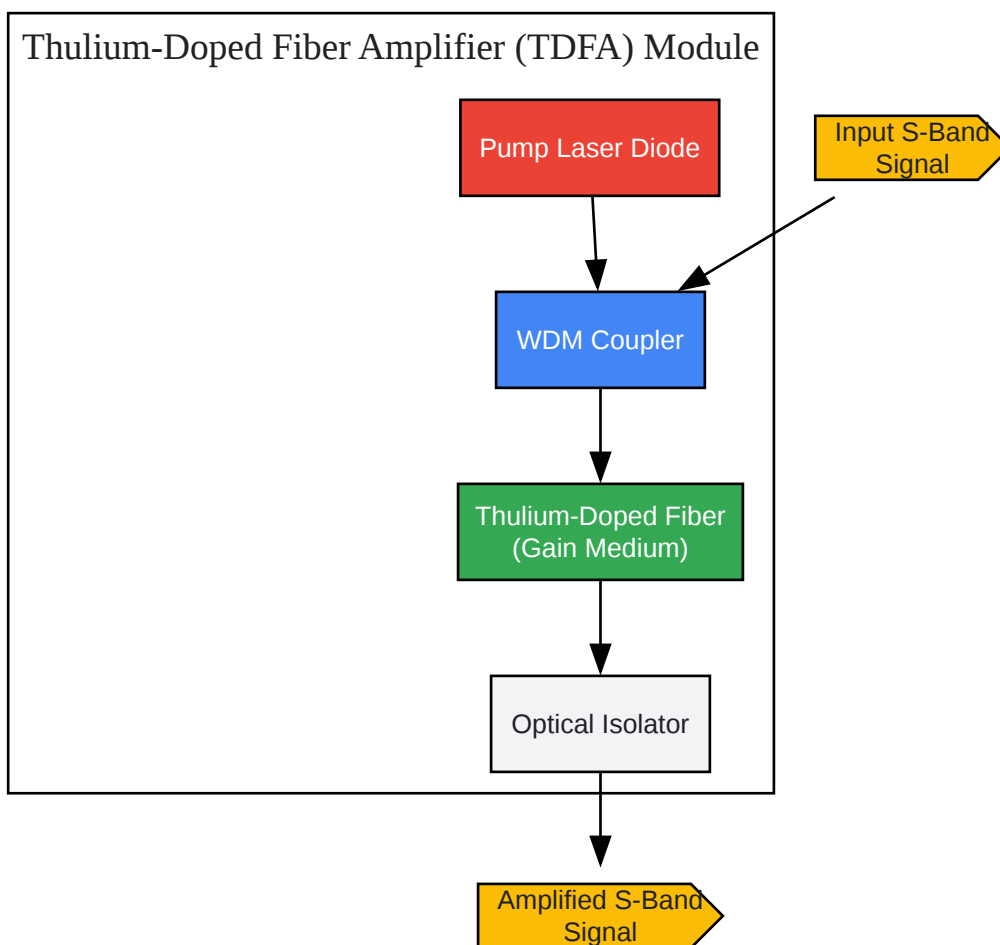 Thulium-Doped Fiber Amplifier (TDFA) Module
Pump Laser Diode
Input S-Band
Signal
WDM Coupler
Thulium-Doped Fiber
(Gain Medium)
Optical Isolator
Amplified S-Band
Signal